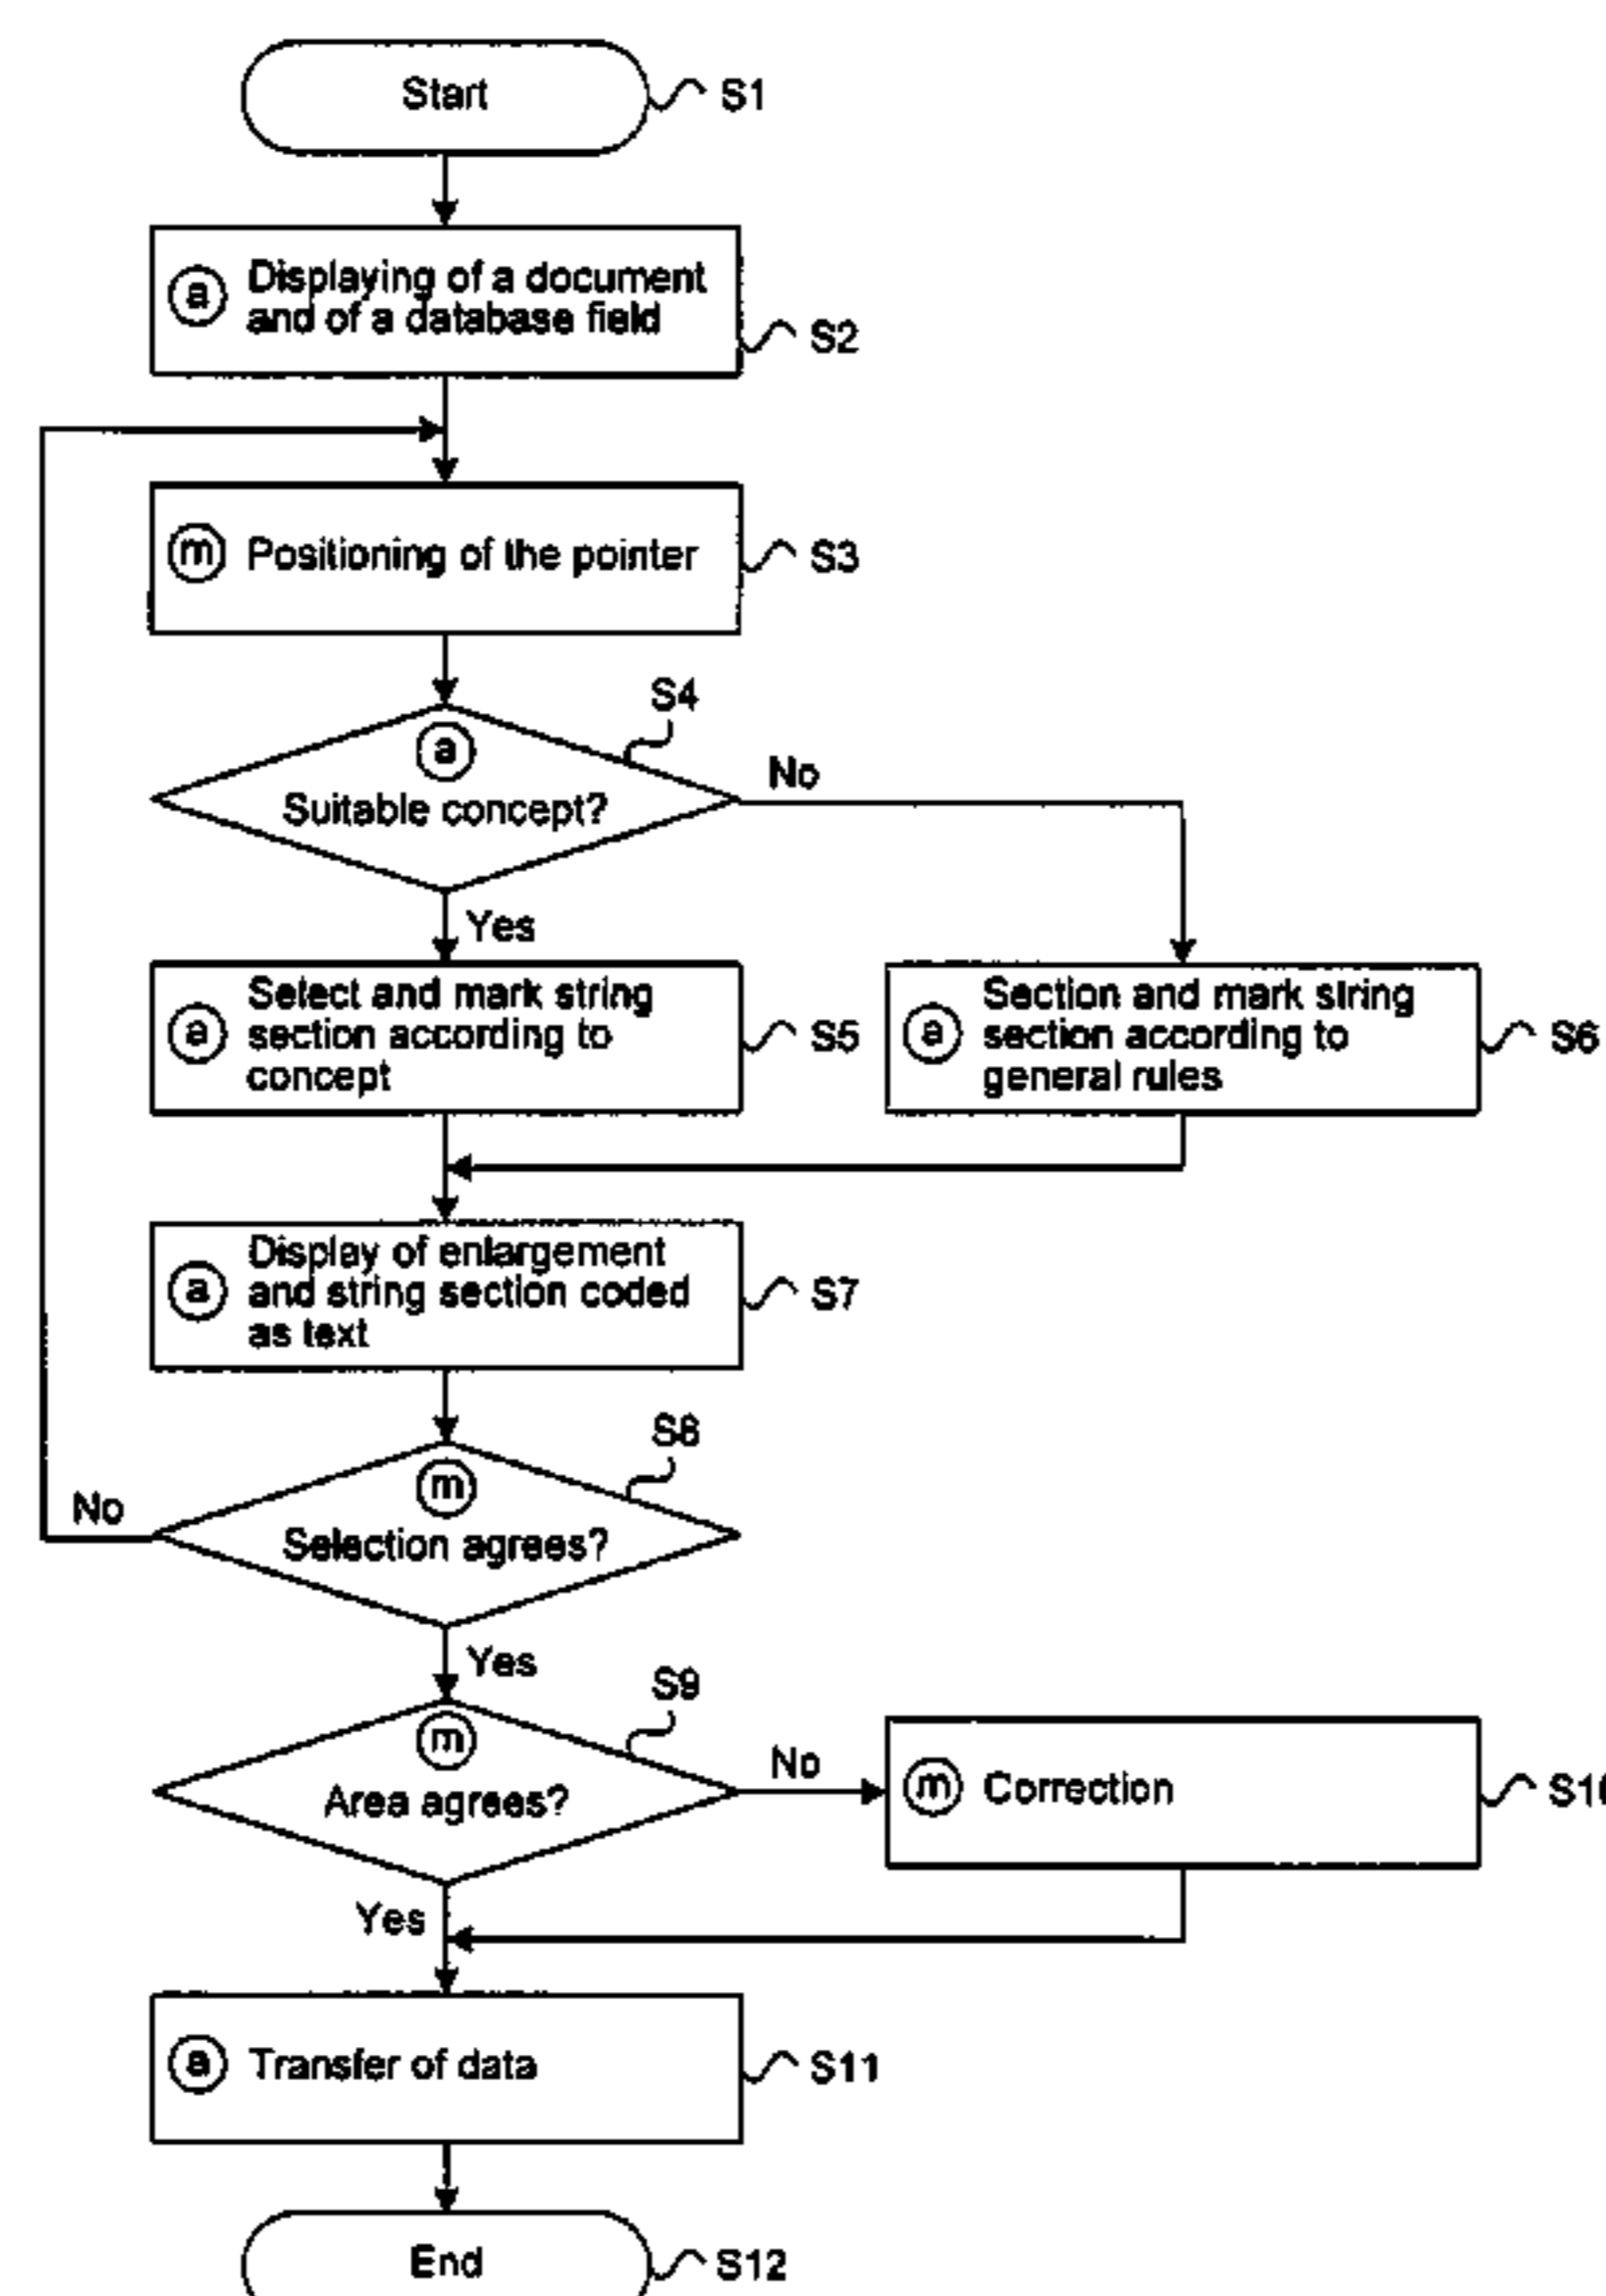 Start
S1
a
Displaying of a document
and of a database field
S2
m
Positioning of the pointer
S3
S4
a
Suitable concept?
No
Yes
a
Select and mark string
section according to
concept
S5
a
Section and mark string
section according to
general rules
S6
a
Display of enlargement
and string section coded
as text
S7
S8
m
Selection agrees?
No
Yes
S9
m
Area agrees?
No
m
Correction
S10
Yes
a
Transfer of data
S11
End
S12